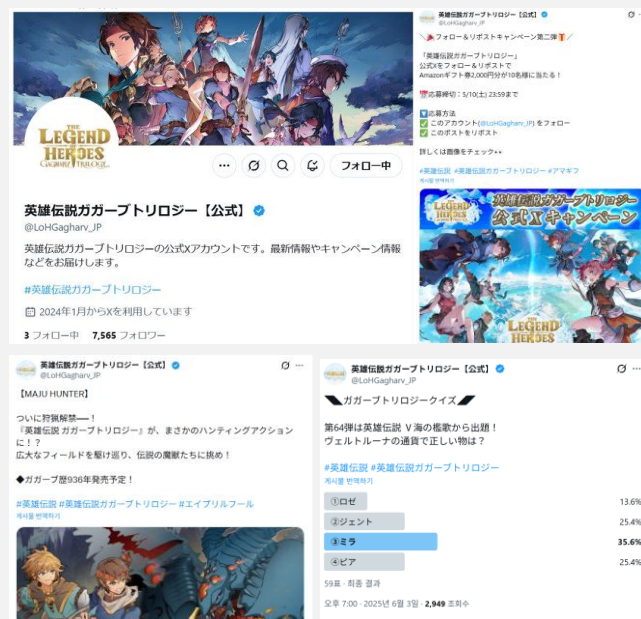 THE
LEGEND
OF
HEROES
GAGHARV TRILOGY
フォロー中
英雄伝説ガガーブトリロジー【公式】
@LoHGagharv_JP
英雄伝説ガガーブトリロジーの公式Xアカウントです。最新情報やキャンペーン情報
などをお届けします。
#英雄伝説ガガーブトリロジー
2024年1月からXを利用しています
3 フォロー中 7,565 フォロワー
英雄伝説ガガーブトリロジー【公式】
@LoHGagharv_JP
＼🎉フォロー＆リポストキャンペーン第二弾🎁／
「英雄伝説ガガーブトリロジー」
公式Xをフォロー＆リポストで
Amazonギフト券2,000円分が10名様に当たる！
📅応募締切：5/10(土) 23:59まで
🔽応募方法
✅ このアカウント(@LoHGagharv_JP) をフォロー
✅ このポストをリポスト
詳しくは画像をチェック👀
#英雄伝説 #英雄伝説ガガーブトリロジー #アマギフ
게시물 번역하기
THE
LEGEND
OF
HEROES
英雄伝説ガガーブトリロジー
公式Xキャンペーン
THE
LEGEND
OF
HEROES
英雄伝説ガガーブトリロジー【公式】
@LoHGagharv_JP
【MAJU HUNTER】
ついに狩猟解禁──！
『英雄伝説 ガガーブトリロジー』が、まさかのハンティングアクション
に！？
広大なフィールドを駆け巡り、伝説の魔獣たちに挑め！
◆ガガーブ歴936年発売予定！
#英雄伝説 #英雄伝説ガガーブトリロジー #エイプリルフール
게시물 번역하기
英雄伝説ガガーブトリロジー【公式】
@LoHGagharv_JP
ガガーブトリロジークイズ
第64弾は英雄伝説 Ⅴ 海の檻歌から出題！
ヴェルトルーナの通貨で正しい物は？
#英雄伝説 #英雄伝説ガガーブトリロジー
게시물 번역하기
①ロゼ 13.6%
②ジェント 25.4%
③ミラ 35.6%
④ピア 25.4%
59표 · 최종 결과
오후 7:00 · 2025년 6월 3일 · 2,949 조회수